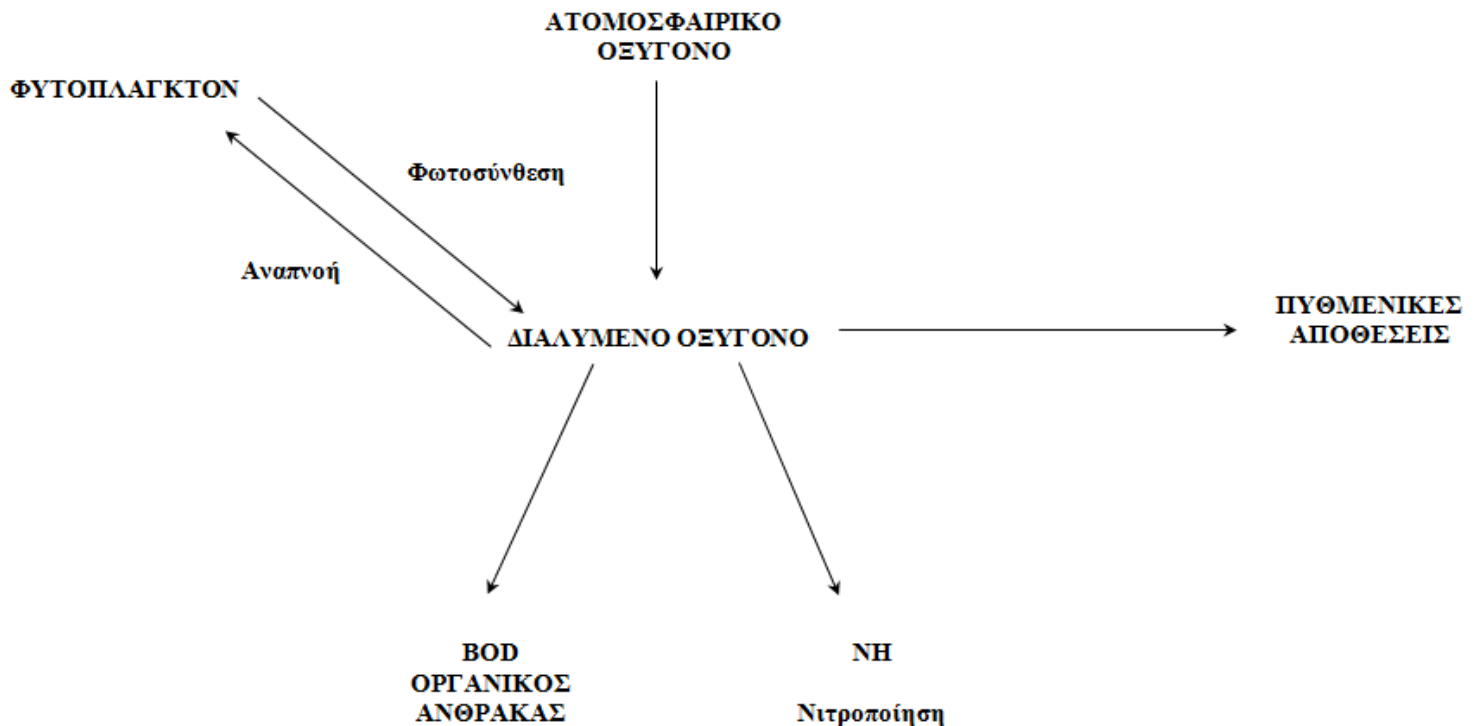 ΑΤΟΜΟΣΦΑΙΡΙΚΟ
ΟΞΥΓΟΝΟ
ΦΥΤΟΠΛΑΓΚΤΟΝ
Φωτοσύνθεση
Αναπνοή
ΔΙΑΛΥΜΕΝΟ ΟΞΥΓΟΝΟ
ΠΥΘΜΕΝΙΚΕΣ
ΑΠΟΘΕΣΕΙΣ
BOD
ΟΡΓΑΝΙΚΟΣ
ΑΝΘΡΑΚΑΣ
NH
Νιτροποίηση